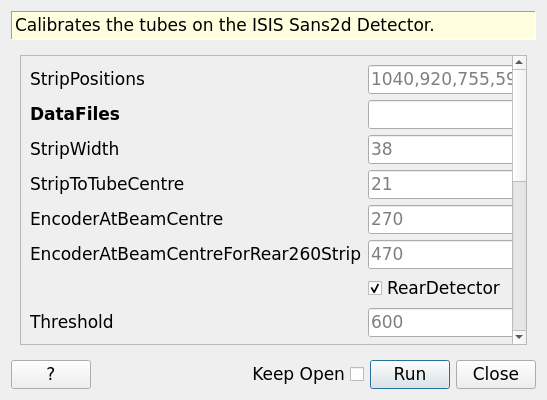 Calibrates the tubes on the ISIS Sans2d Detector.
StripPositions 1040,920,755,59
DataFiles
StripWidth 38
StripToTubeCentre 21
EncoderAtBeamCentre 270
EncoderAtBeamCentreForRear260Strip 470
RearDetector
Threshold 600
? Keep Open Run Close